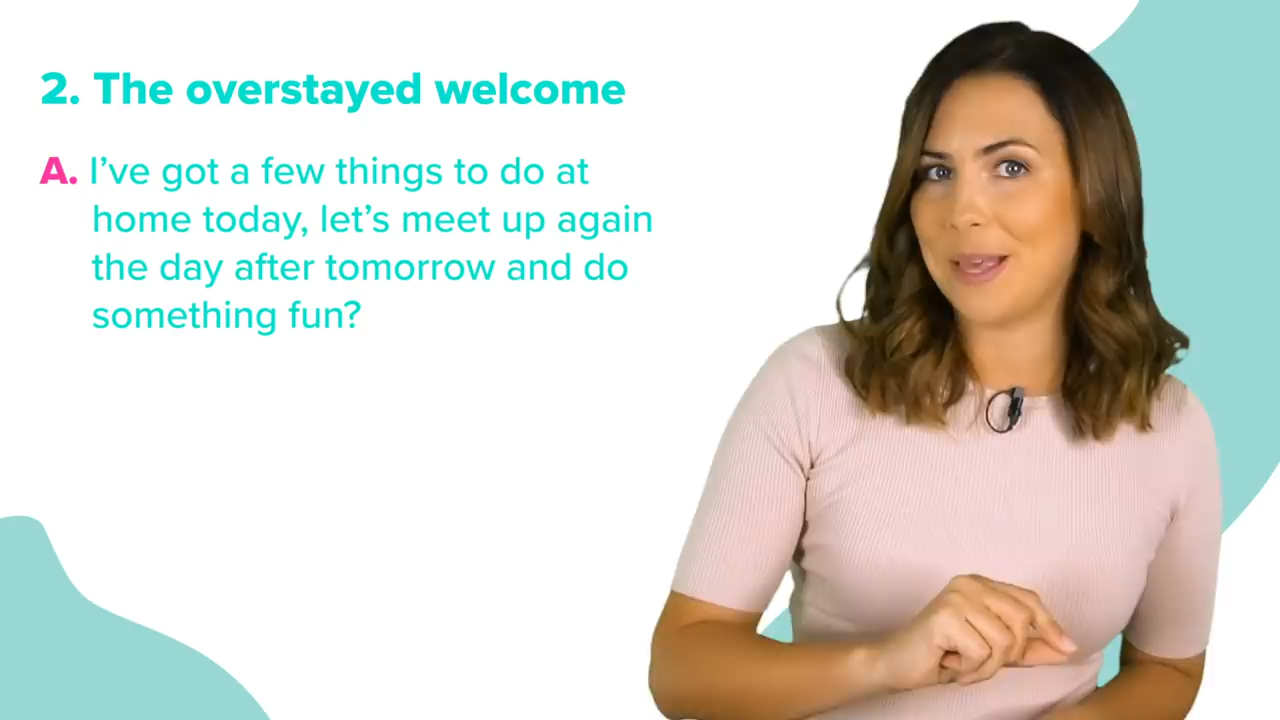 2. The overstayed welcome
A. I’ve got a few things to do at
home today, let’s meet up again
the day after tomorrow and do
something fun?